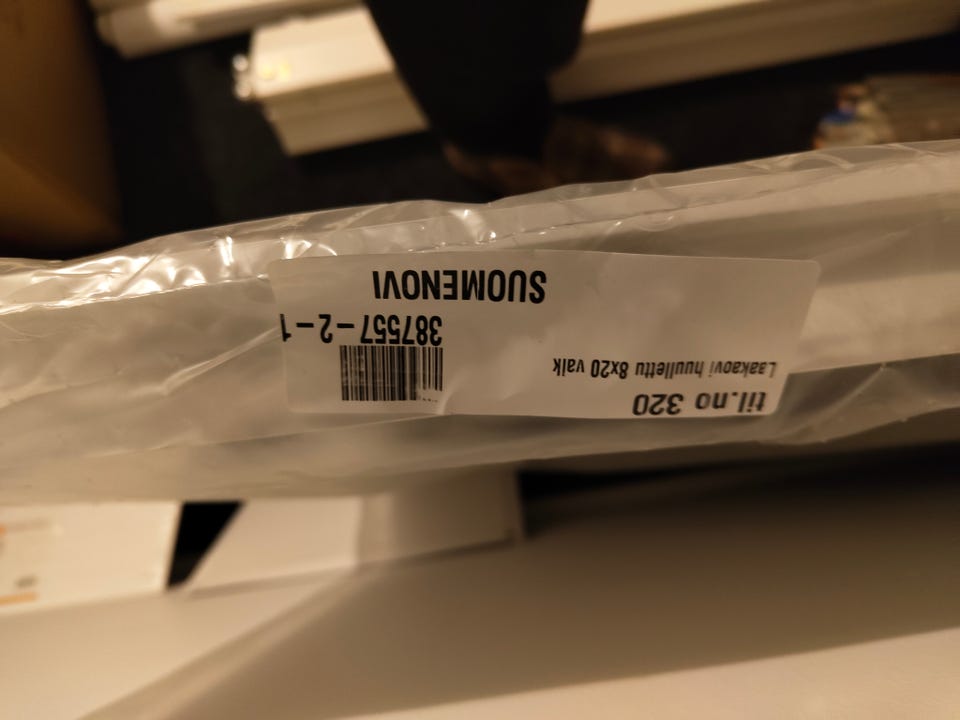 til.no 320
Laakaovi huullettu 8x20 valk
387557-2-1
SUOMENOVI